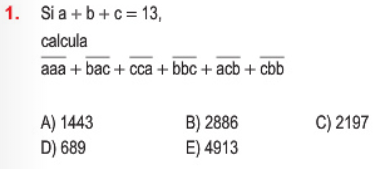 1. Si a + b + c = 13,
calcula
aaa + bac + cca + bbc + acb + cbb
A) 1443 B) 2886 C) 2197
D) 689 E) 4913